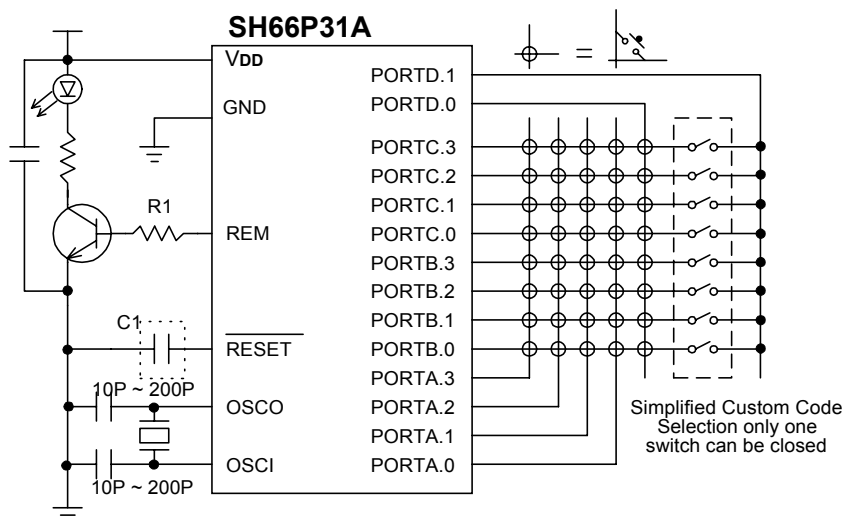 SH66P31A
VDD
GND
REM
RESET
OSCO
OSCI
PORTD.1
PORTD.0
PORTC.3
PORTC.2
PORTC.1
PORTC.0
PORTB.3
PORTB.2
PORTB.1
PORTB.0
PORTA.3
PORTA.2
PORTA.1
PORTA.0
R1
C1
10P ~ 200P
10P ~ 200P
=
Simplified Custom Code
Selection only one
switch can be closed